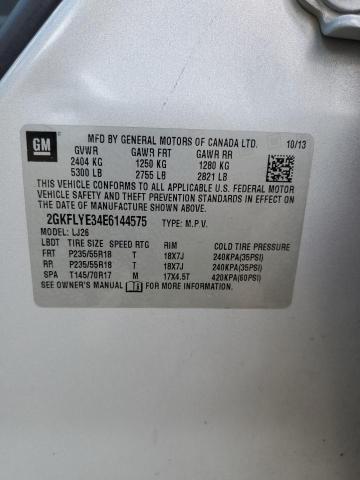 GM
MFD BY GENERAL MOTORS OF CANADA LTD. 10/13
GVWR GAWR FRT GAWR RR
2404 KG 1250 KG 1280 KG
5300 LB 2755 LB 2821 LB
THIS VEHICLE CONFORMS TO ALL APPLICABLE U.S. FEDERAL MOTOR
VEHICLE SAFETY, BUMPER, AND THEFT PREVENTION STANDARDS IN
EFFECT ON THE DATE OF MANUFACTURE SHOWN ABOVE.
2GKFLYE34E6144575 TYPE: M.P.V.
MODEL: LJ26
LBDT TIRE SIZE SPEED RTG RIM COLD TIRE PRESSURE
FRT P235/55R18 T 18X7J 240KPA(35PSI)
RR P235/55R18 T 18X7J 240KPA(35PSI)
SPA T145/70R17 M 17X4.5T 420KPA(60PSI)
SEE OWNER'S MANUAL FOR MORE INFORMATION